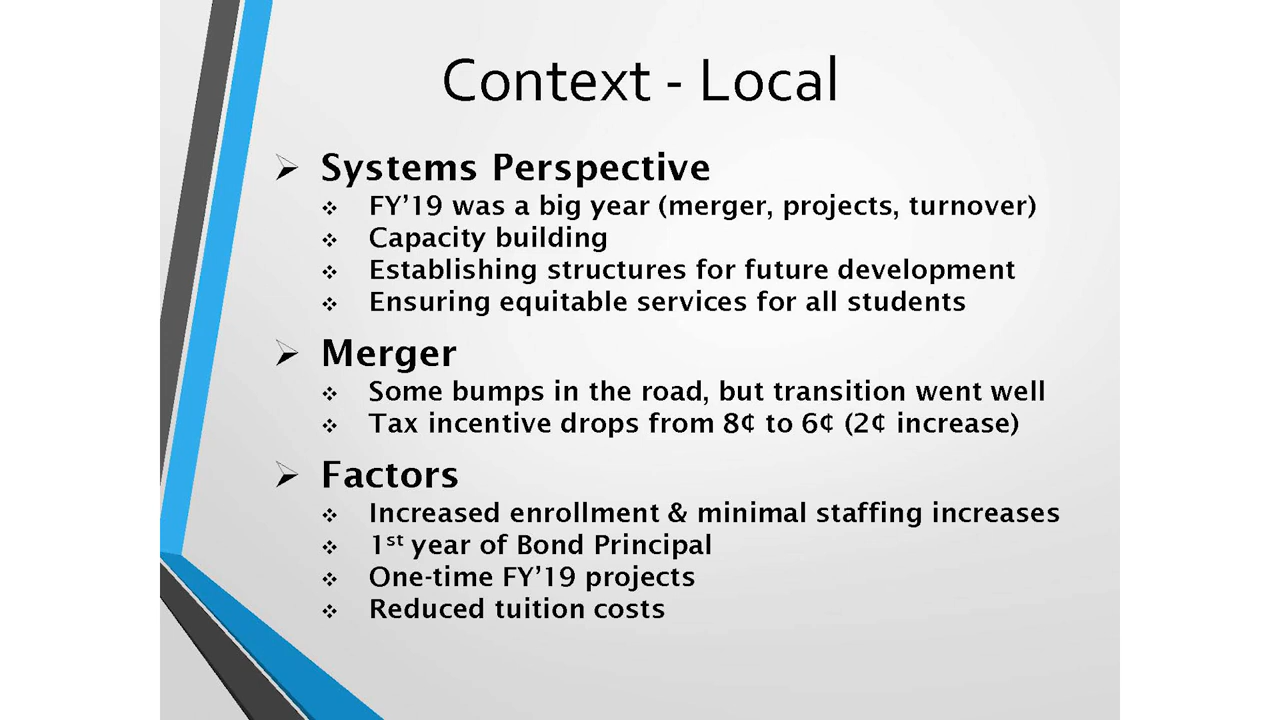 Context - Local
Systems Perspective
FY’19 was a big year (merger, projects, turnover)
Capacity building
Establishing structures for future development
Ensuring equitable services for all students
Merger
Some bumps in the road, but transition went well
Tax incentive drops from 8¢ to 6¢ (2¢ increase)
Factors
Increased enrollment & minimal staffing increases
1st year of Bond Principal
One-time FY’19 projects
Reduced tuition costs